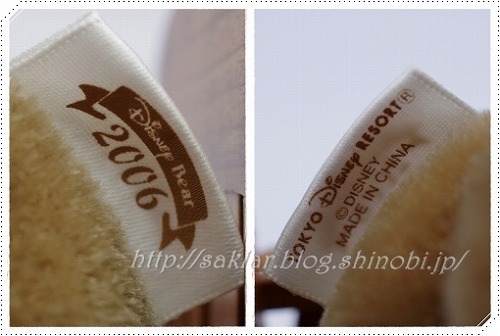 Disney Bear
2006
TOKYO Disney RESORT®
©DISNEY
MADE IN CHINA
http://saklar.blog.shinobi.jp/